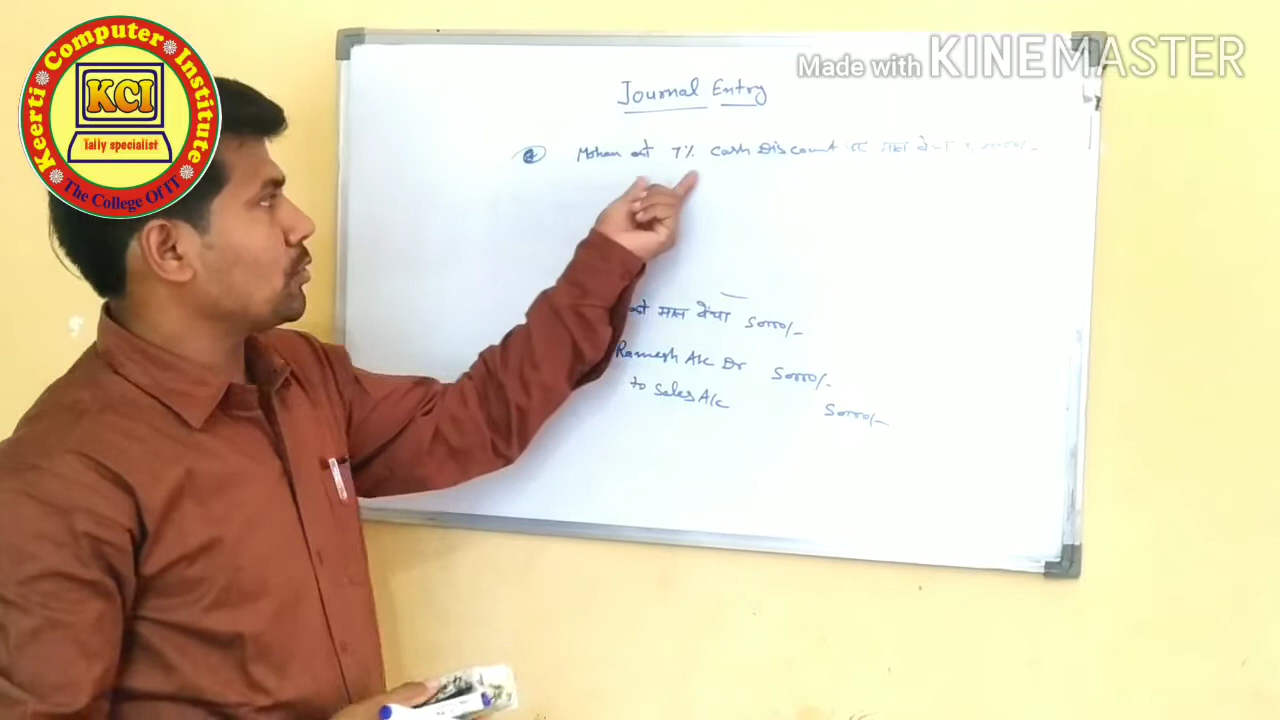 Keerti Computer Institute
KCI
Tally specialist
The College Of IT
Made with KINEMASTER
Journal Entry
Mohan को 7% Cash Discount पर माल बेचा
को माल बेंचा 5000/-
Ramesh A/c Dr 5000/-
to Sales A/c 5000/-